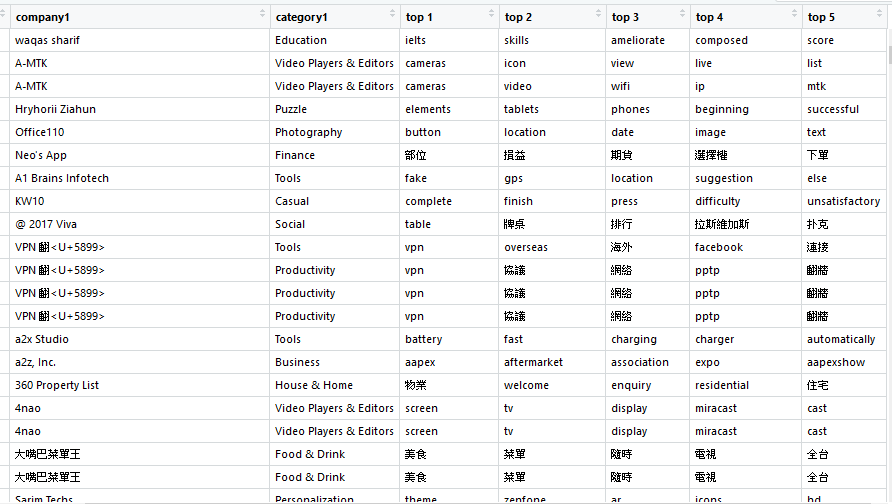 company1 category1 top 1 top 2 top 3 top 4 top 5
waqas sharif Education ielts skills ameliorate composed score
A-MTK Video Players & Editors cameras icon view live list
A-MTK Video Players & Editors cameras video wifi ip mtk
Hryhorii Ziahun Puzzle elements tablets phones beginning successful
Office110 Photography button location date image text
Neo's App Finance 部位 損益 期貨 選擇權 下單
A1 Brains Infotech Tools fake gps location suggestion else
KW10 Casual complete finish press difficulty unsatisfactory
@ 2017 Viva Social table 牌桌 排行 拉斯維加斯 扑克
VPN 翻<U+5899> Tools vpn overseas 海外 facebook 連接
VPN 翻<U+5899> Productivity vpn 協議 網絡 pptp 翻牆
VPN 翻<U+5899> Productivity vpn 協議 網絡 pptp 翻牆
VPN 翻<U+5899> Productivity vpn 協議 網絡 pptp 翻牆
a2x Studio Tools battery fast charging charger automatically
a2z, Inc. Business aapex aftermarket association expo aapexshow
360 Property List House & Home 物業 welcome enquiry residential 住宅
4nao Video Players & Editors screen tv display miracast cast
4nao Video Players & Editors screen tv display miracast cast
大嘴巴菜單王 Food & Drink 美食 菜單 隨時 電視 全台
大嘴巴菜單王 Food & Drink 美食 菜單 隨時 電視 全台
Sarim Techs Personalization theme zenfone ar icons hd